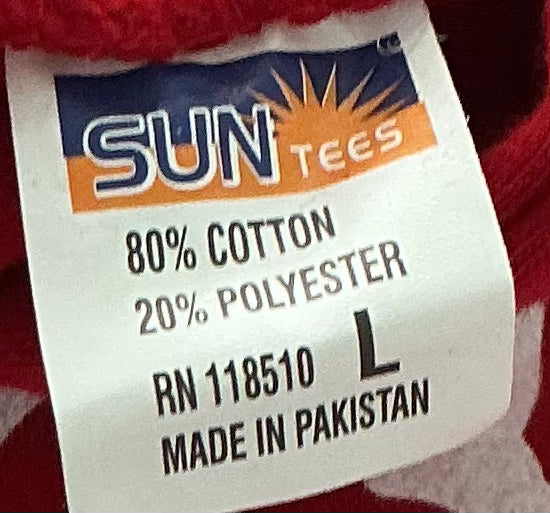 SUN TEES
80% COTTON
20% POLYESTER
RN 118510 L
MADE IN PAKISTAN